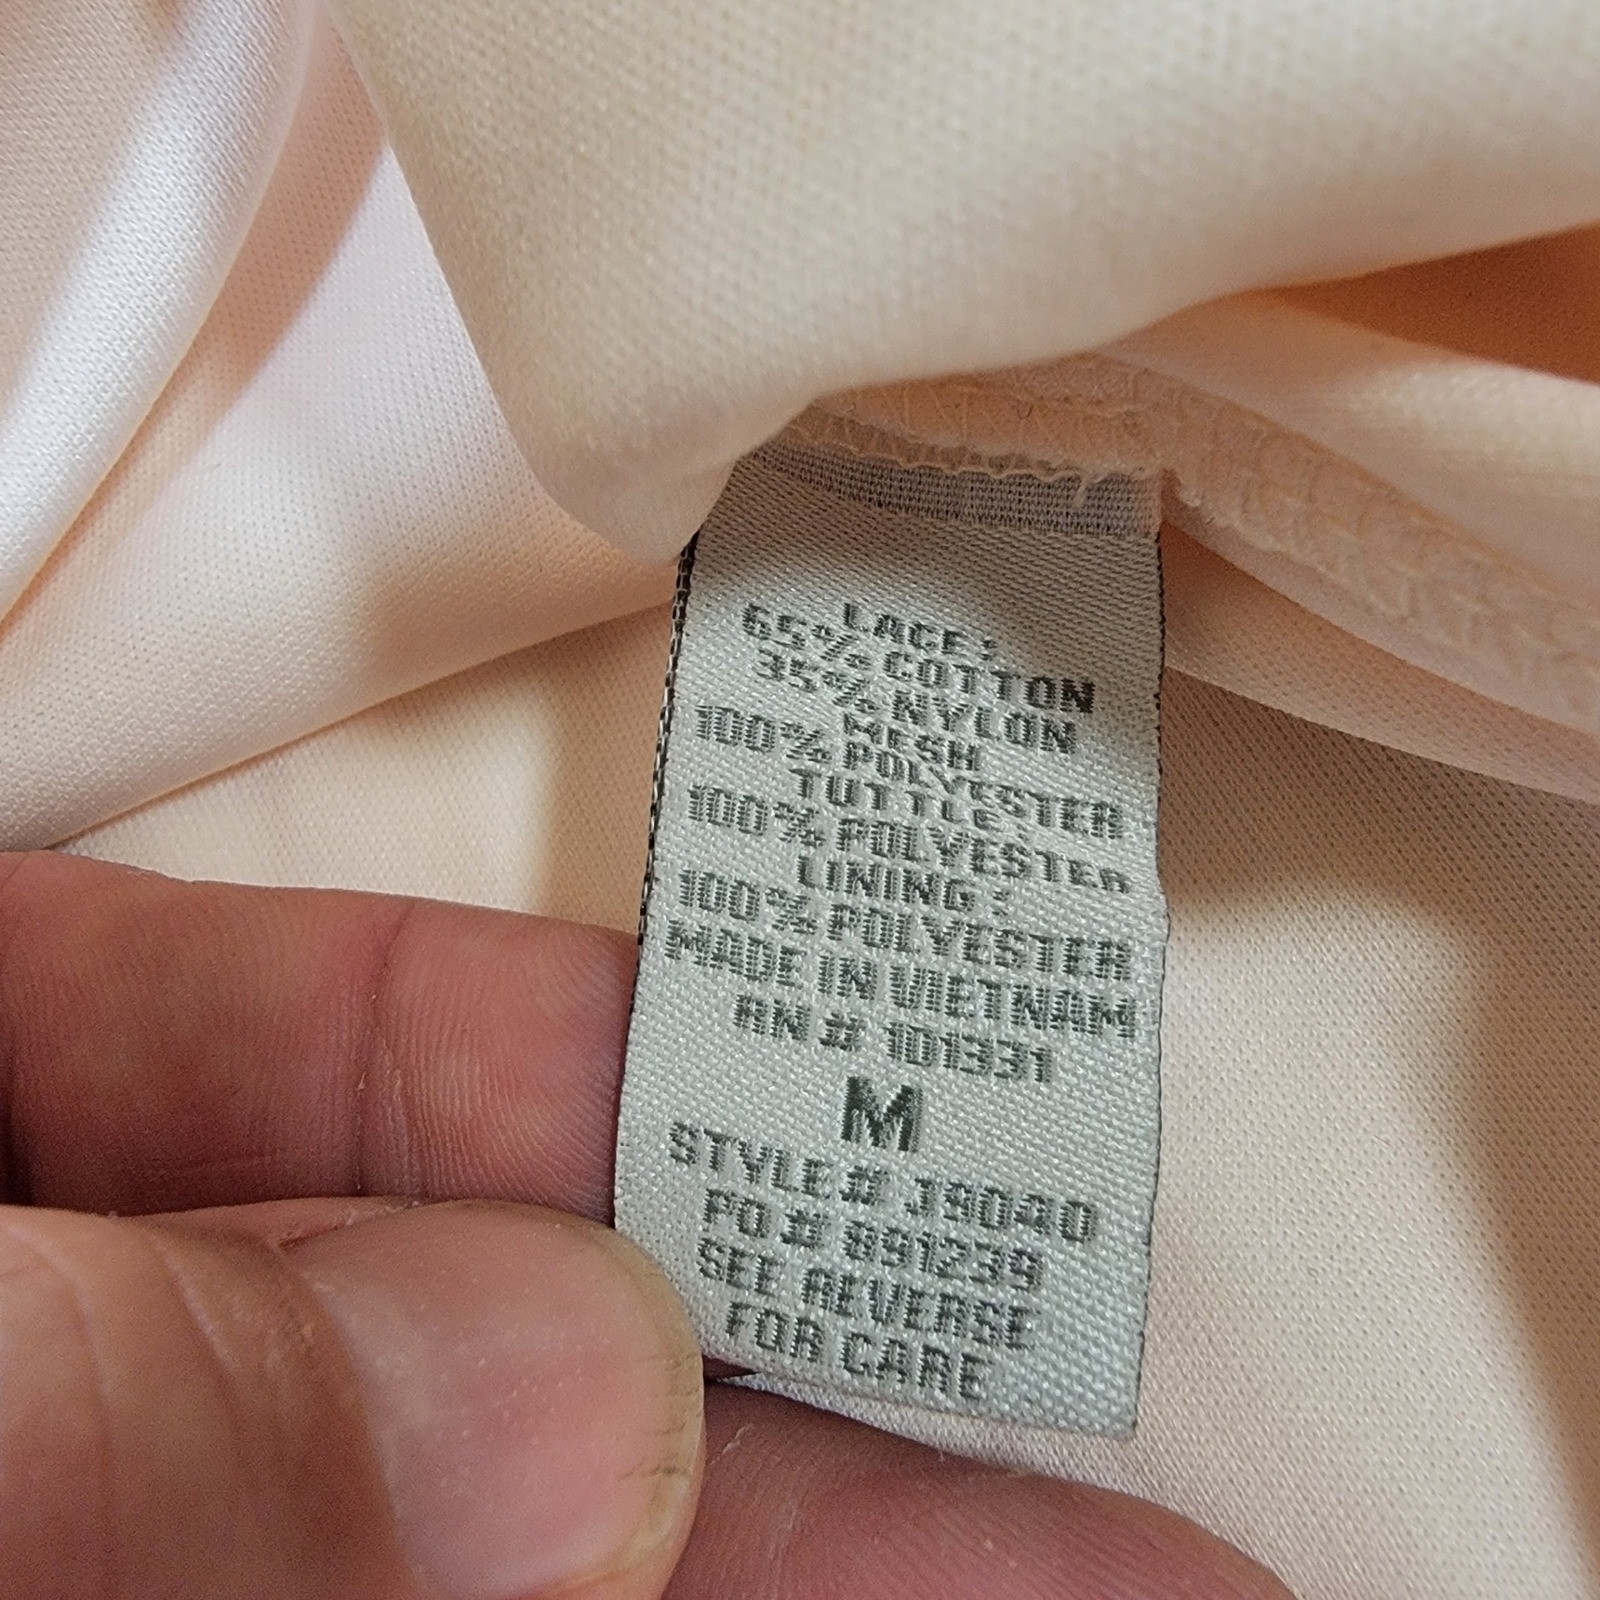 LACE:
65% COTTON
35% NYLON
MESH
100% POLYESTER
TUTTLE:
100% POLYESTER
LINING:
100% POLYESTER
MADE IN VIETNAM
RN # 101331
M
STYLE# J9040
PO # 891239
SEE REVERSE
FOR CARE